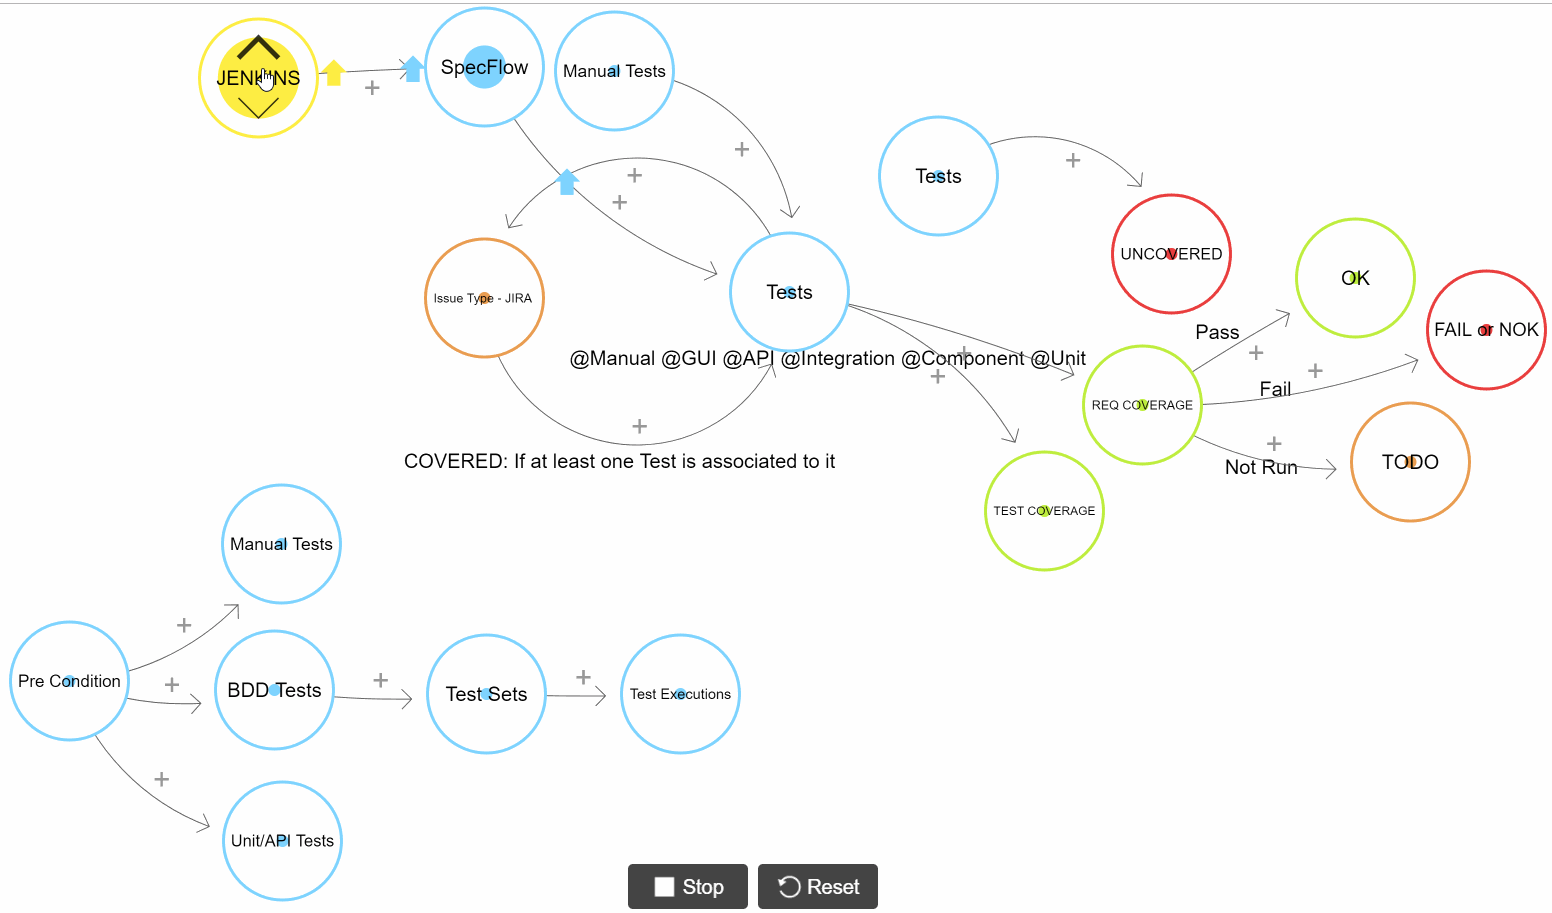 JENKINS
SpecFlow
Manual Tests
Tests
UNCOVERED
OK
Issue Type - JIRA
Tests
FAIL or NOK
Pass
@Manual @GUI @API @Integration @Component @Unit
Fail
REQ COVERAGE
COVERED: If at least one Test is associated to it
Not Run
TODO
TEST COVERAGE
Manual Tests
Pre Condition
BDD Tests
Test Sets
Test Executions
Unit/API Tests
Stop
Reset